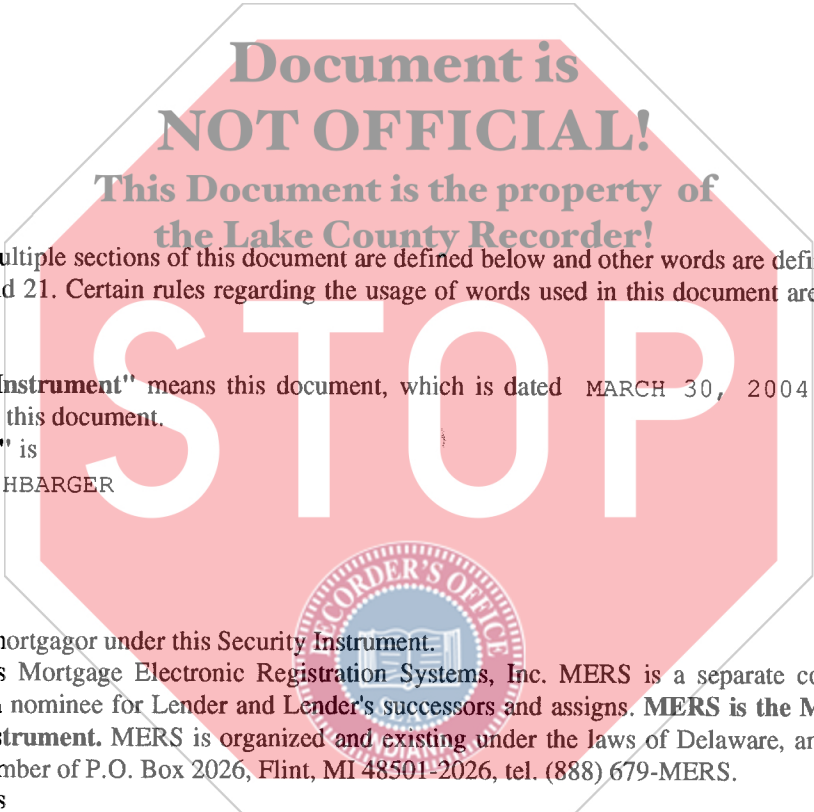 Document is
NOT OFFICIAL!
This Document is the property of
the Lake County Recorder!
ultiple sections of this document are defined below and other words are defi
d 21. Certain rules regarding the usage of words used in this document are
STOP
Instrument" means this document, which is dated MARCH 30, 2004
this document.
" is
HBARGER
RECORDER'S OFFICE
nortgagor under this Security Instrument.
s Mortgage Electronic Registration Systems, Inc. MERS is a separate co
nominee for Lender and Lender's successors and assigns. MERS is the M
strument. MERS is organized and existing under the laws of Delaware, an
mber of P.O. Box 2026, Flint, MI 48501-2026, tel. (888) 679-MERS.
s